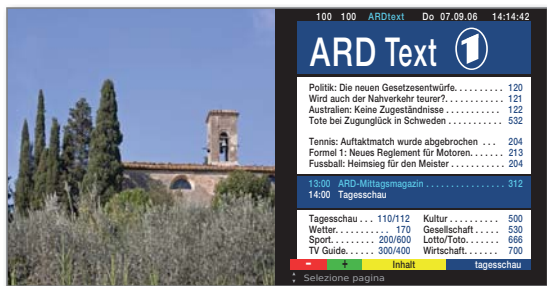 100 100 ARDtext Do 07.09.06 14:14:42
ARD Text 1
Politik: Die neuen Gesetzesentwürfe.......... 120
Wird auch der Nahverkehr teurer?............ 121
Australien: Keine Zugeständnisse ........... 122
Tote bei Zugunglück in Schweden .......... 532
Tennis: Auftaktmatch wurde abgebrochen ... 204
Formel 1: Neues Reglement für Motoren....... 213
Fussball: Heimsieg für den Meister ........... 204
13:00 ARD-Mittagsmagazin ................ 312
14:00 Tagesschau
Tagesschau ... 110/112 Kultur .......... 500
Wetter........... 170 Gesellschaft ..... 530
Sport......... 200/600 Lotto/Toto....... 666
TV Guide...... 300/400 Wirtschaft....... 700
- + Inhalt tagesschau
Selezione pagina